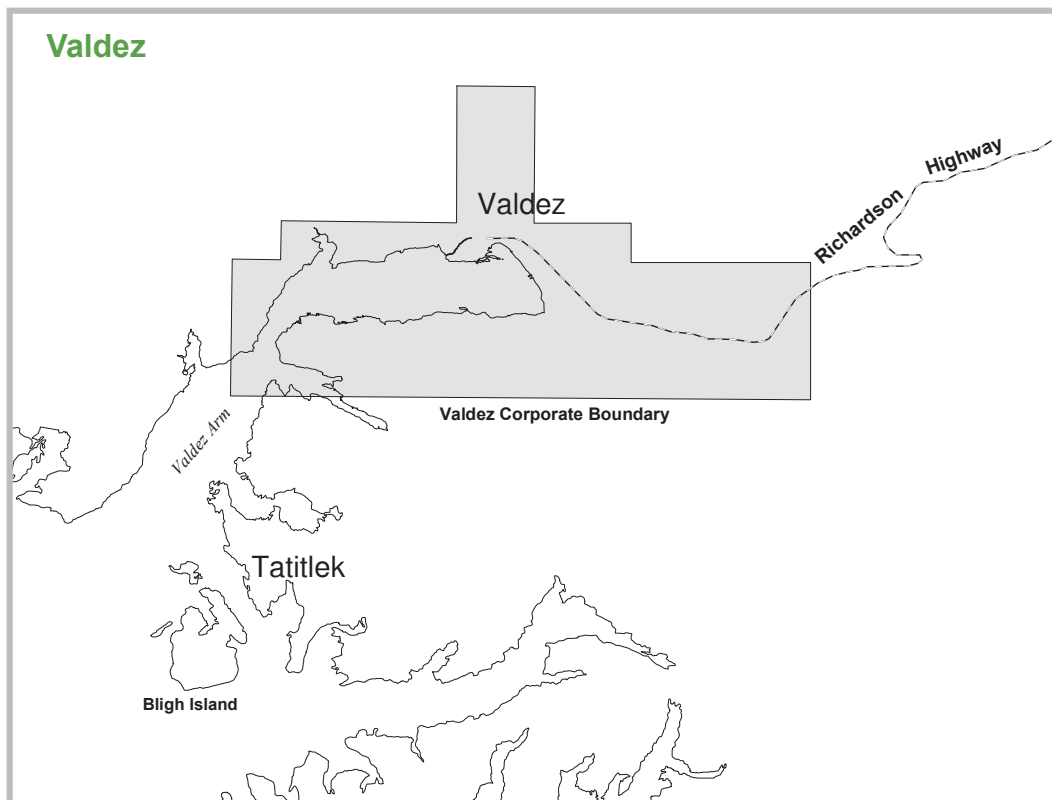 Valdez
Highway
Richardson
Valdez
Valdez Corporate Boundary
Valdez Arm
Tatitlek
Bligh Island